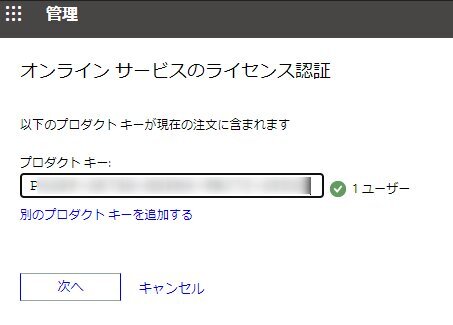 管理
オンライン サービスのライセンス認証
以下のプロダクト キーが現在の注文に含まれます
プロダクト キー:
P
1 ユーザー
別のプロダクト キーを追加する
次へ
キャンセル